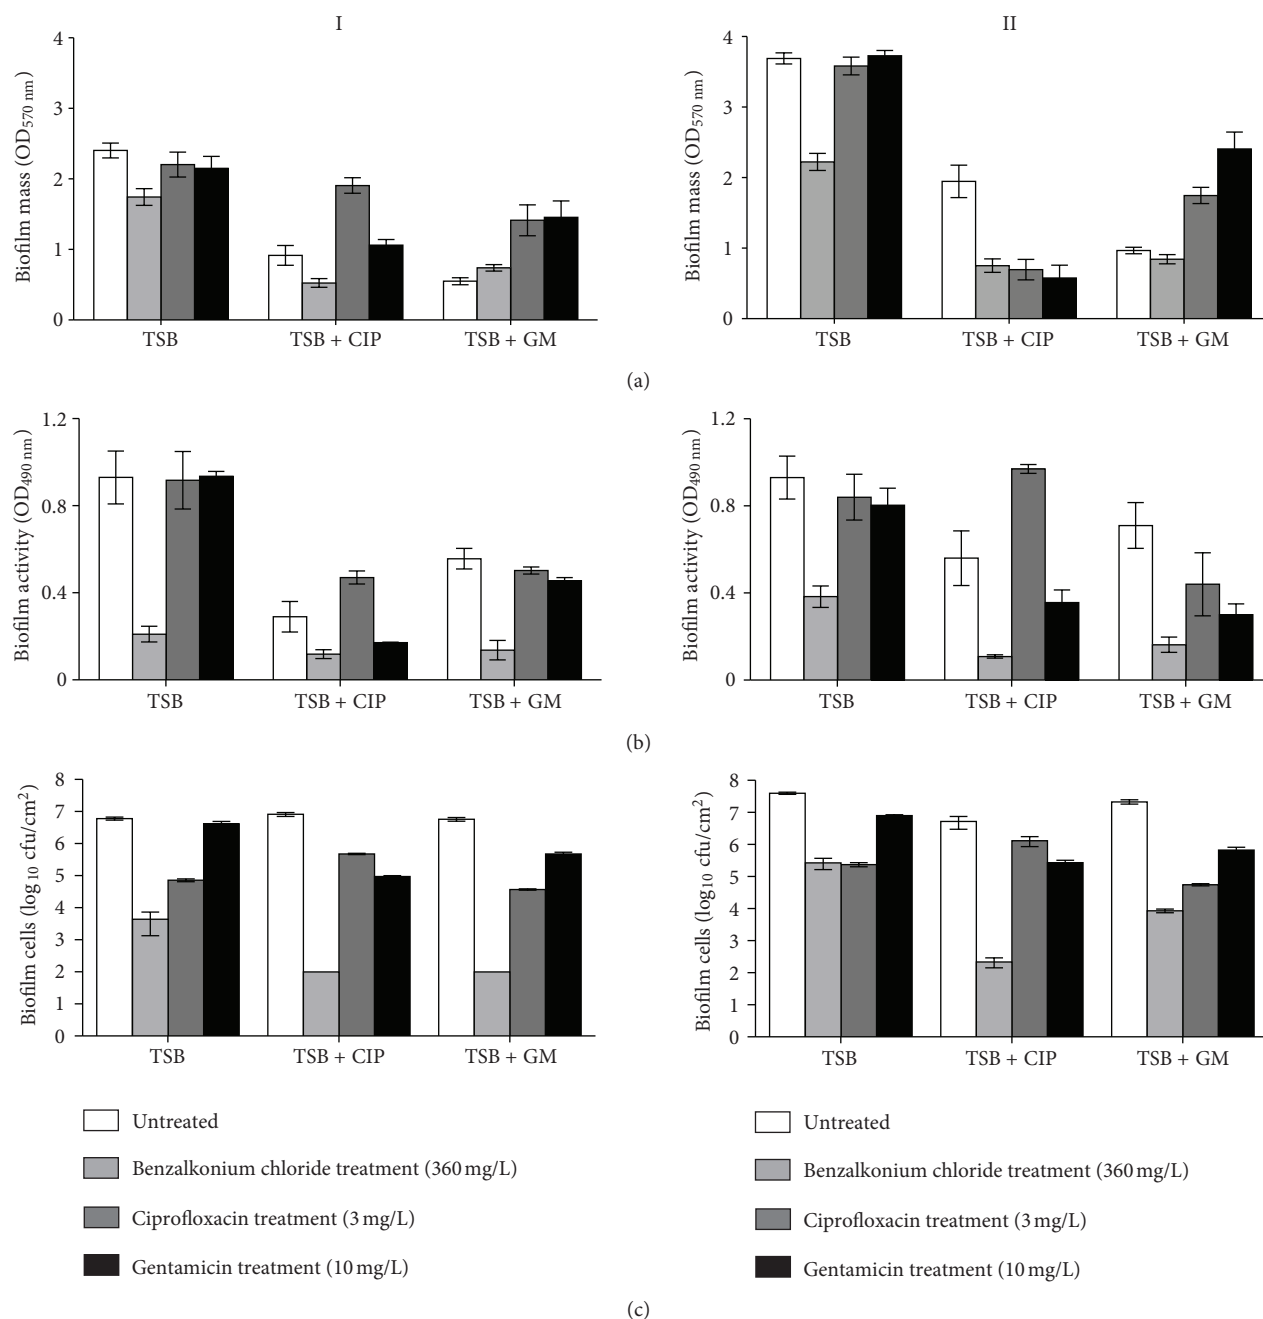 I
II
Biofilm mass (OD570 nm)
4
3
2
1
0
TSB
TSB + CIP
TSB + GM
Biofilm mass (OD570 nm)
4
3
2
1
0
TSB
TSB + CIP
TSB + GM
(a)
Biofilm activity (OD490 nm)
1.2
0.8
0.4
0
TSB
TSB + CIP
TSB + GM
Biofilm activity (OD490 nm)
1.2
0.8
0.4
0
TSB
TSB + CIP
TSB + GM
(b)
Biofilm cells (log10 cfu/cm2)
8
7
6
5
4
3
2
1
0
TSB
TSB + CIP
TSB + GM
Untreated
Benzalkonium chloride treatment (360 mg/L)
Ciprofloxacin treatment (3 mg/L)
Gentamicin treatment (10 mg/L)
Biofilm cells (log10 cfu/cm2)
8
7
6
5
4
3
2
1
0
TSB
TSB + CIP
TSB + GM
Untreated
Benzalkonium chloride treatment (360 mg/L)
Ciprofloxacin treatment (3 mg/L)
Gentamicin treatment (10 mg/L)
(c)